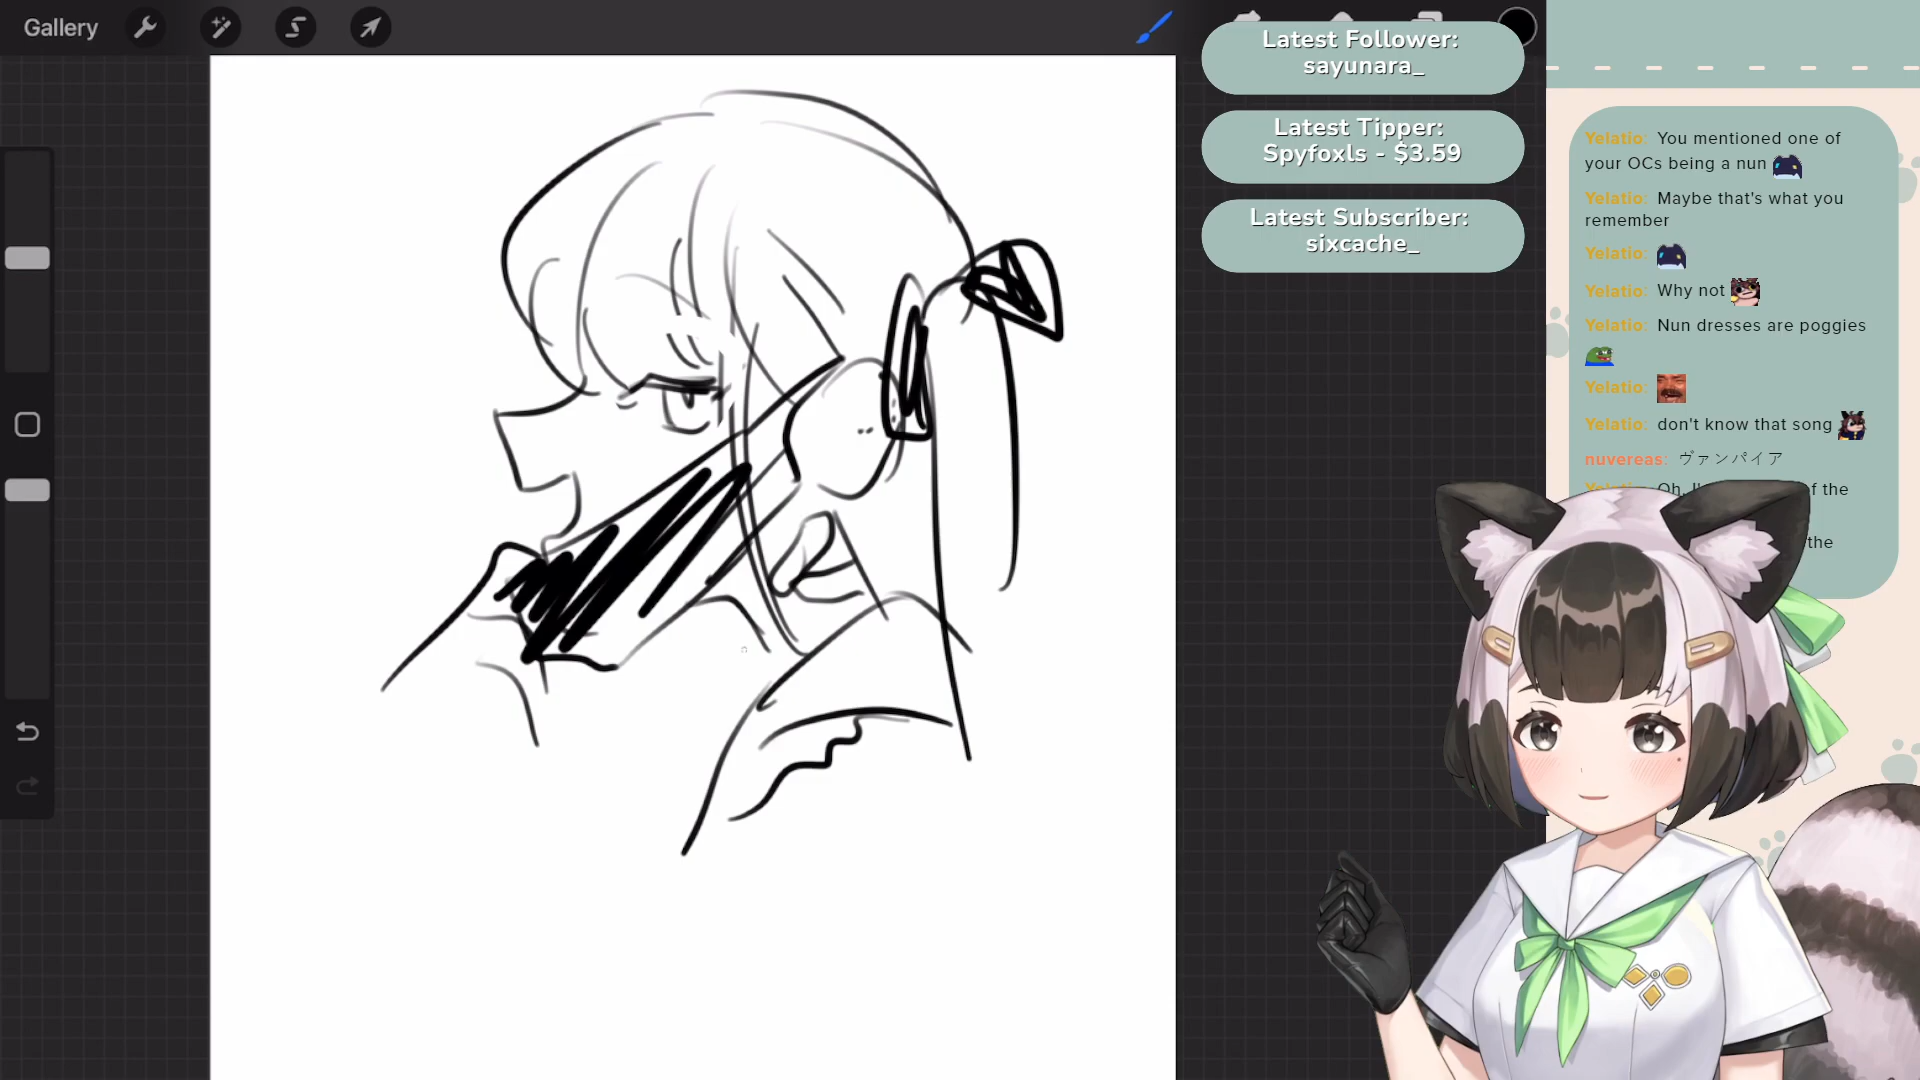 Gallery
Latest Follower:
sayunara_
Latest Tipper:
Spyfoxls - $3.59
Latest Subscriber:
sixcache_
Yelatio: You mentioned one of
your OCs being a nun
Yelatio: Maybe that's what you
remember
Yelatio:
Yelatio: Why not
Yelatio: Nun dresses are poggies
Yelatio:
Yelatio: don't know that song
nuvereas: ヴァンパイア
f the
the